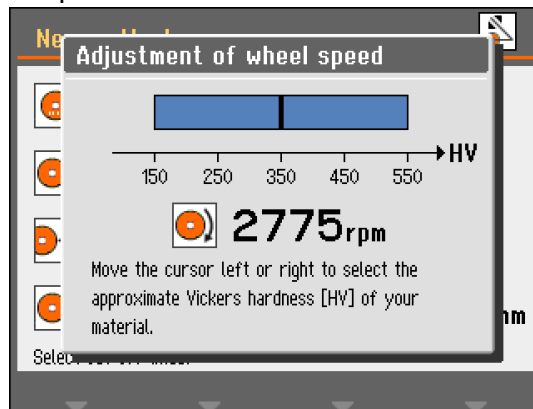 Adjustment of wheel speed
HV
150 250 350 450 550
2775rpm
Move the cursor left or right to select the
approximate Vickers hardness [HV] of your
material.